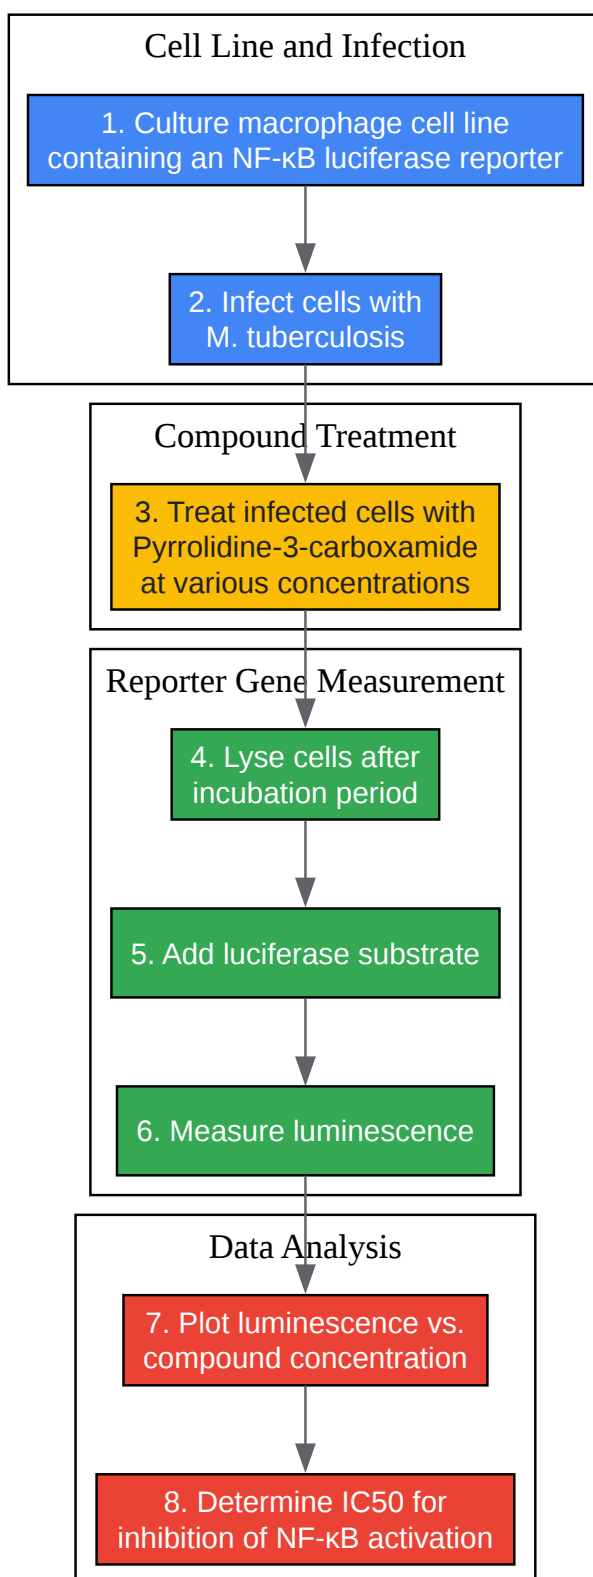 Cell Line and Infection
1. Culture macrophage cell line
containing an NF-κB luciferase reporter
2. Infect cells with
M. tuberculosis
Compound Treatment
3. Treat infected cells with
Pyrrolidine-3-carboxamide
at various concentrations
Reporter Gene Measurement
4. Lyse cells after
incubation period
5. Add luciferase substrate
6. Measure luminescence
Data Analysis
7. Plot luminescence vs.
compound concentration
8. Determine IC50 for
inhibition of NF-κB activation